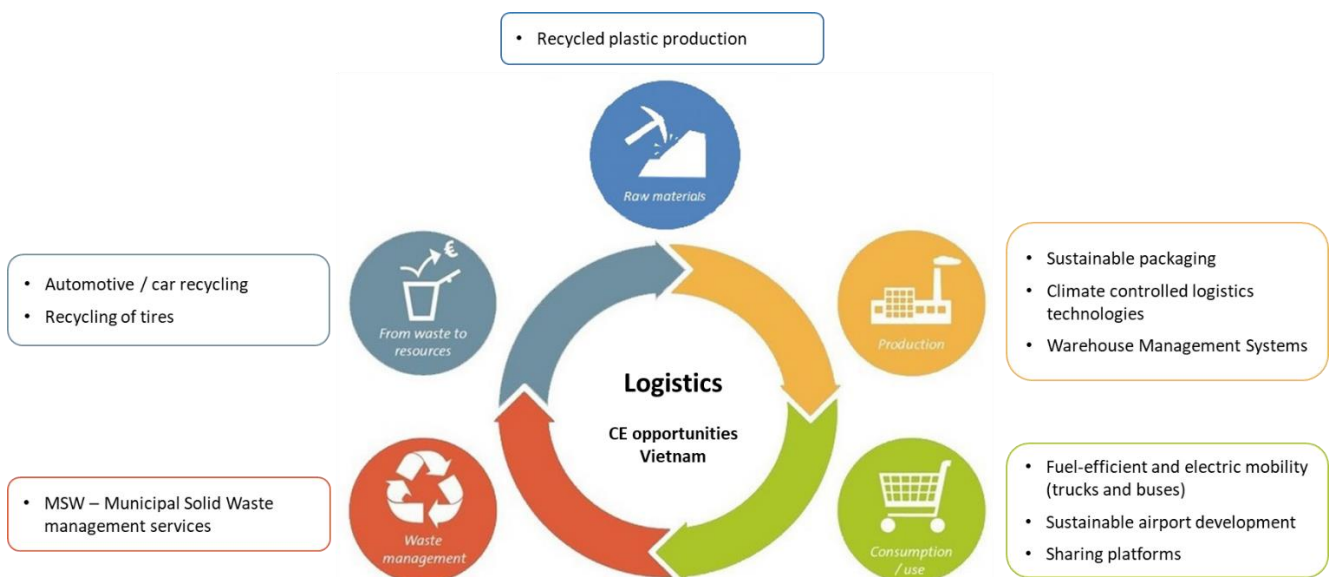 • Recycled plastic production
Raw materials
• Automotive / car recycling
• Recycling of tires
€
From waste to
resources
Production
• Sustainable packaging
• Climate controlled logistics
technologies
• Warehouse Management Systems
Logistics
CE opportunities
Vietnam
• MSW – Municipal Solid Waste
management services
Waste
management
Consumption
/ use
• Fuel-efficient and electric mobility
(trucks and buses)
• Sustainable airport development
• Sharing platforms